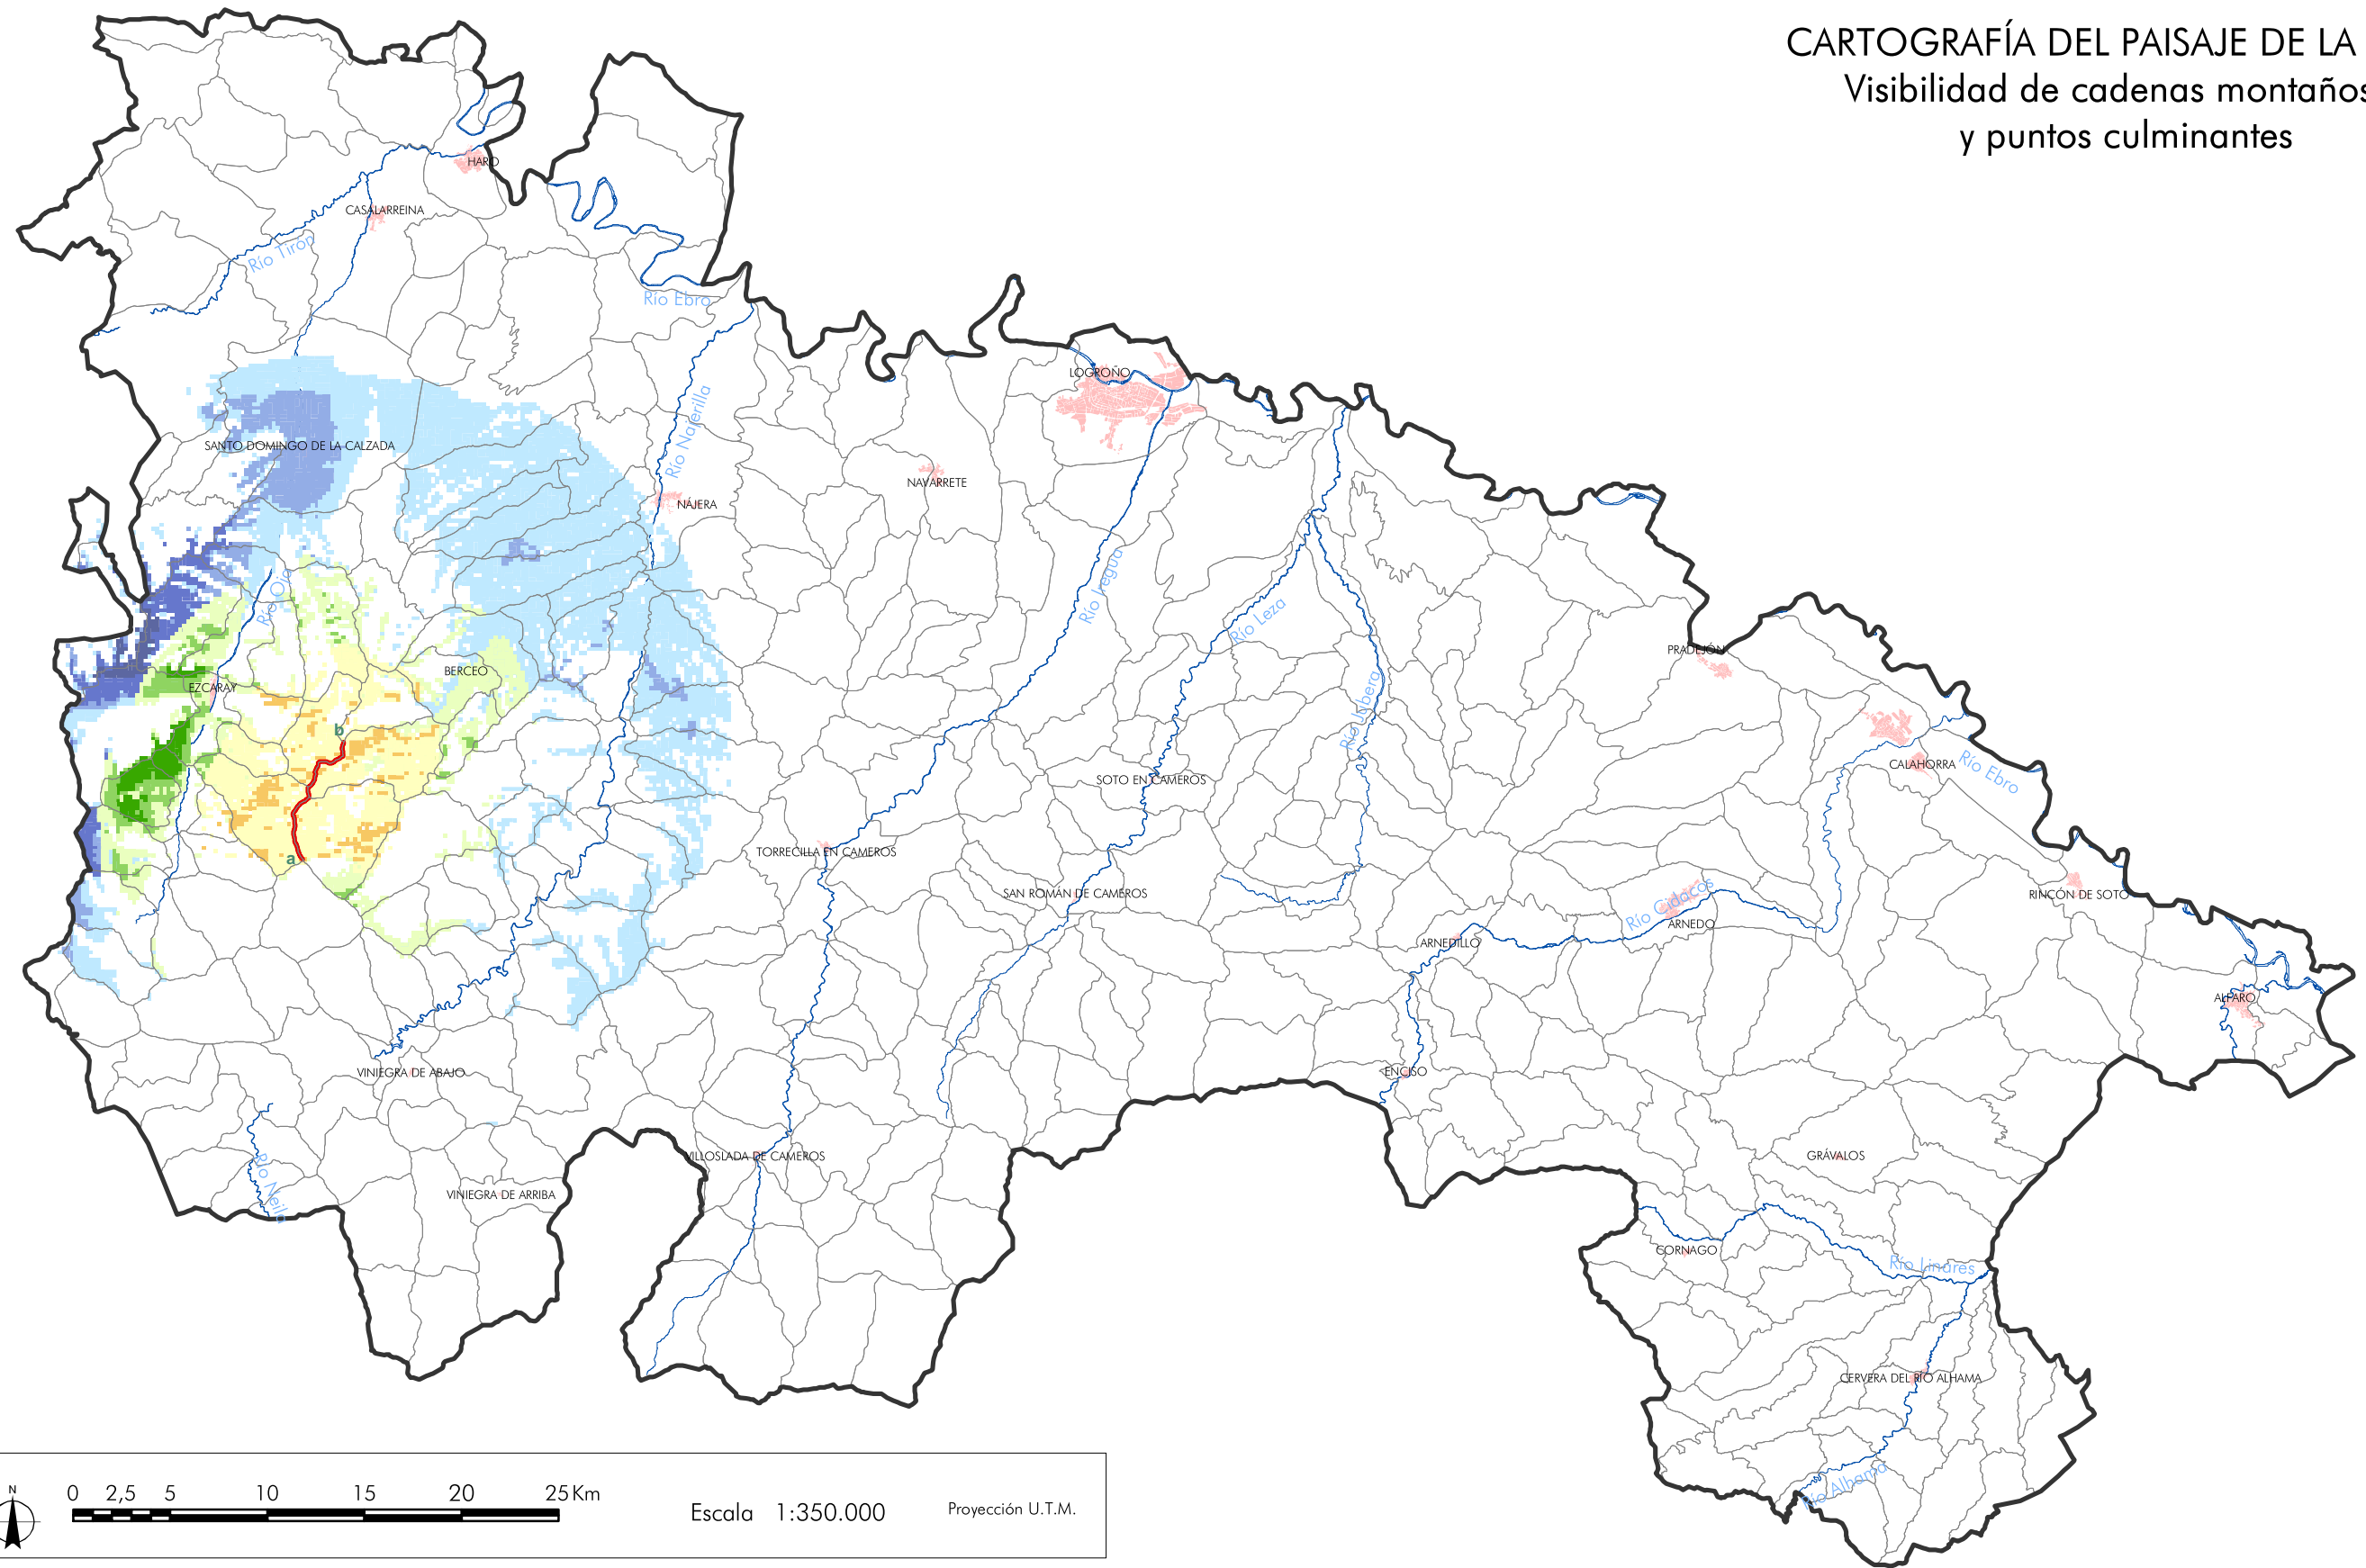 CARTOGRAFÍA DEL PAISAJE DE LA
Visibilidad de cadenas montaños
y puntos culminantes
HARO
CASALARREINA
Río Tirón
Río Ebro
LOGROÑO
Río Najerilla
SANTO DOMINGO DE LA CALZADA
NAVARRETE
NÁJERA
Río Oja
Río Iregua
Río Leza
Río Jubera
PRADEJÓN
BERCEO
EZCARAY
b
CALAHORRA
Río Ebro
SOTO EN CAMEROS
a
TORRECILLA EN CAMEROS
SAN ROMÁN DE CAMEROS
RINCÓN DE SOTO
Río Cidacos
ARNEDO
ARNEDILLO
ALFARO
VINIEGRA DE ABAJO
ENCISO
VILLOSLADA DE CAMEROS
GRÁVALOS
Río Neila
VINIEGRA DE ARRIBA
CORNAGO
Río Linares
CERVERA DEL RÍO ALHAMA
Río Alhama
N
0 2,5 5 10 15 20 25 Km
Escala 1:350.000
Proyección U.T.M.